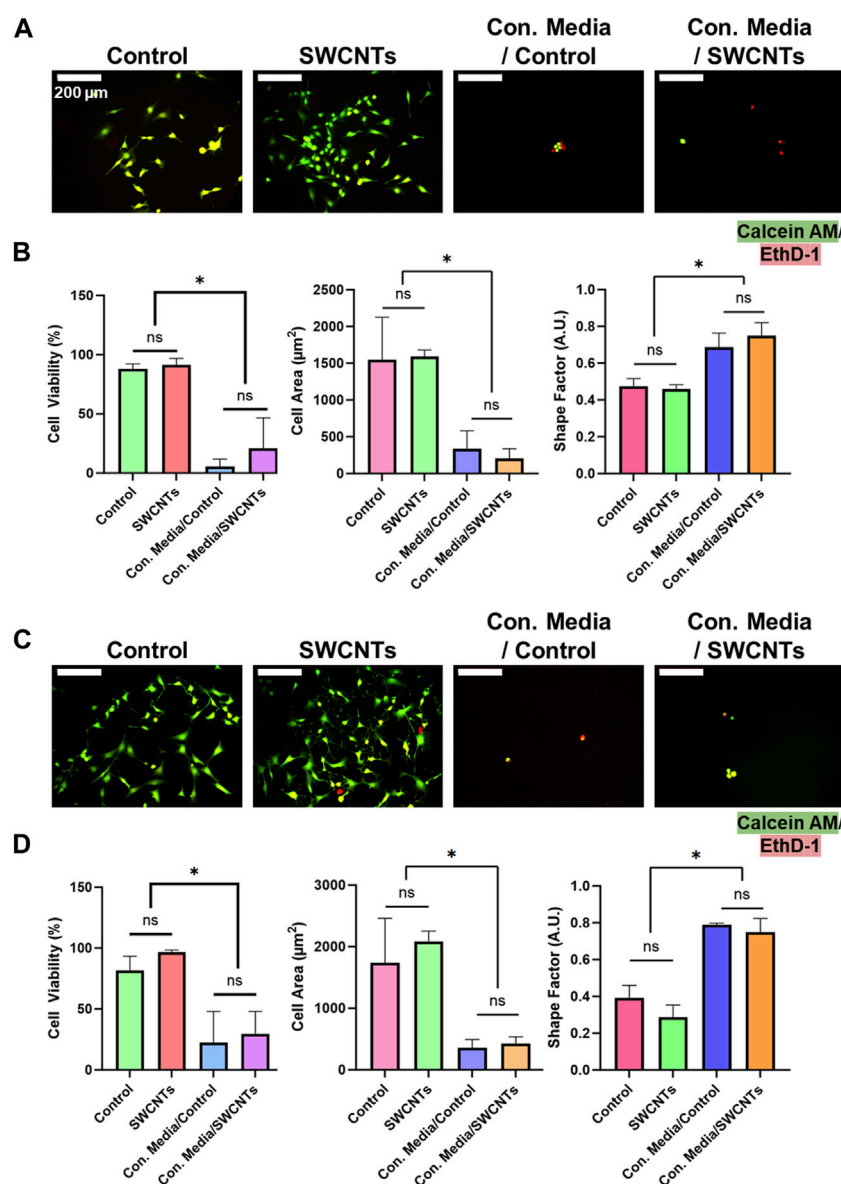 A
Control
SWCNTs
Con. Media
/ Control
Con. Media
/ SWCNTs
200 µm
Calcein AM/
EthD-1
B
Cell Viability (%)
150
100
50
0
ns
*
ns
Control
SWCNTs
Con. Media/Control
Con. Media/SWCNTs
Cell Area (µm²)
2500
2000
1500
1000
500
0
ns
*
ns
Control
SWCNTs
Con. Media/Control
Con. Media/SWCNTs
Shape Factor (A.U.)
1.0
0.8
0.6
0.4
0.2
0.0
ns
*
ns
Control
SWCNTs
Con. Media/Control
Con. Media/SWCNTs
C
Control
SWCNTs
Con. Media
/ Control
Con. Media
/ SWCNTs
Calcein AM/
EthD-1
D
Cell Viability (%)
150
100
50
0
ns
*
ns
Control
SWCNTs
Con. Media/Control
Con. Media/SWCNTs
Cell Area (µm²)
3000
2000
1000
0
ns
*
ns
Control
SWCNTs
Con. Media/Control
Con. Media/SWCNTs
Shape Factor (A.U.)
1.0
0.8
0.6
0.4
0.2
0.0
ns
*
ns
Control
SWCNTs
Con. Media/Control
Con. Media/SWCNTs